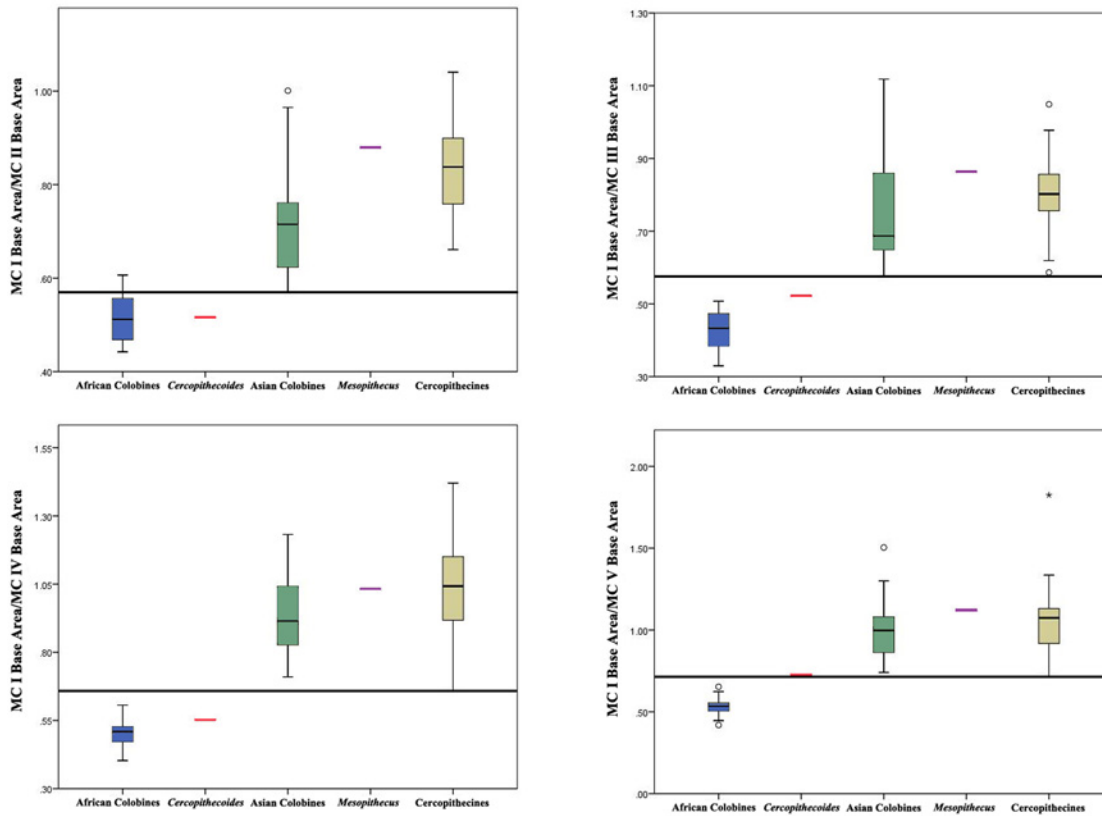 MC I Base Area/MC II Base Area
1.00
.80
.60
.40
African Colobines Cercopithecoides Asian Colobines Mesopithecus Cercopithecines
MC I Base Area/MC III Base Area
1.30
1.10
.90
.70
.50
.30
African Colobines Cercopithecoides Asian Colobines Mesopithecus Cercopithecines
MC I Base Area/MC IV Base Area
1.55
1.30
1.05
.80
.55
.30
African Colobines Cercopithecoides Asian Colobines Mesopithecus Cercopithecines
MC I Base Area/MC V Base Area
2.00
1.50
1.00
.50
.00
African Colobines Cercopithecoides Asian Colobines Mesopithecus Cercopithecines